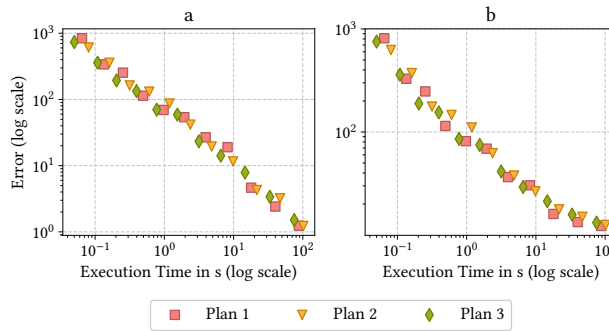 a
b
Error (log scale)
10³
10²
10¹
10⁰
10⁻¹ 10⁰ 10¹ 10²
Execution Time in s (log scale)
10³
10²
10⁻¹ 10⁰ 10¹ 10²
Execution Time in s (log scale)
Plan 1 Plan 2 Plan 3